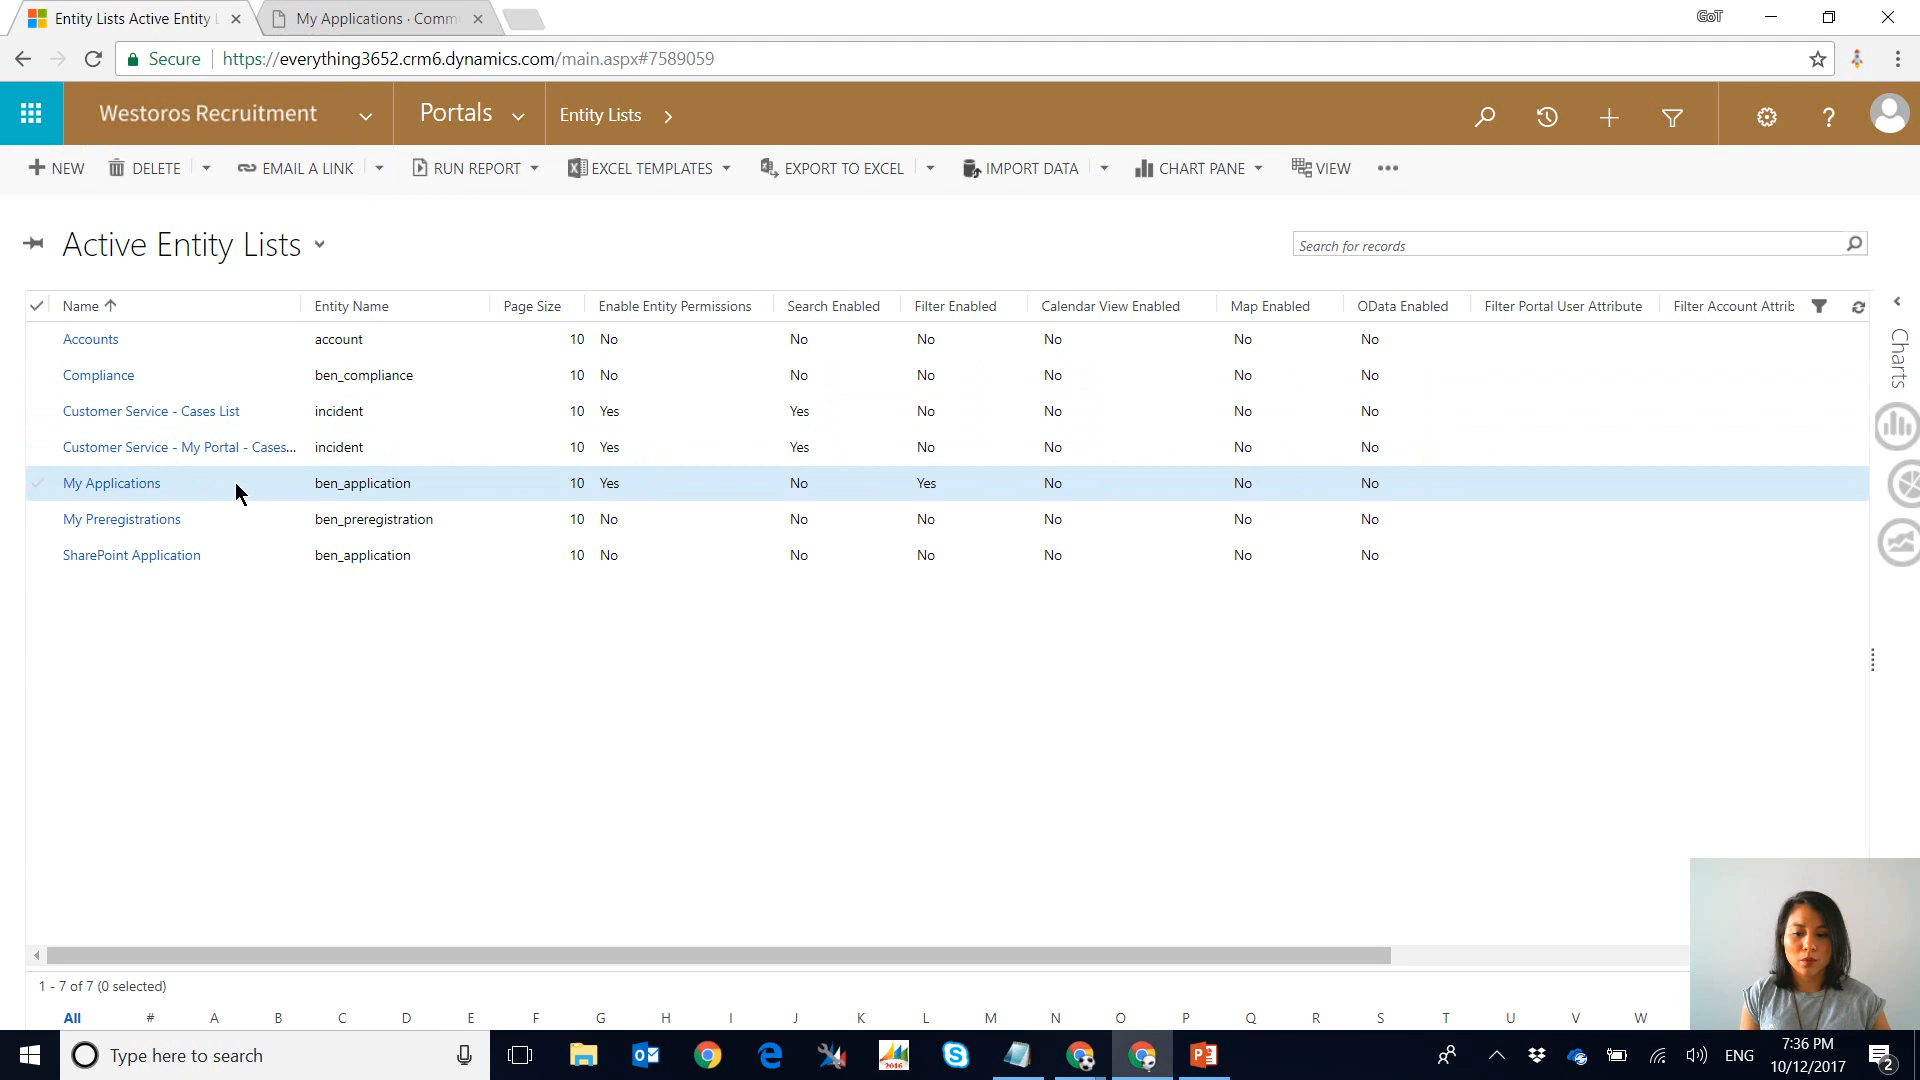 Entity Lists Active Entity
My Applications · Comm
GoT
Secure
https://everything3652.crm6.dynamics.com/main.aspx#7589059
Westoros Recruitment
Portals
Entity Lists
NEW
DELETE
EMAIL A LINK
RUN REPORT
EXCEL TEMPLATES
EXPORT TO EXCEL
IMPORT DATA
CHART PANE
VIEW
Active Entity Lists
Search for records
Name Entity Name Page Size Enable Entity Permissions Search Enabled Filter Enabled Calendar View Enabled Map Enabled OData Enabled Filter Portal User Attribute Filter Account Attrib
Accounts account 10 No No No No No No
Compliance ben_compliance 10 No No No No No No
Customer Service - Cases List incident 10 Yes Yes No No No No
Customer Service - My Portal - Cases... incident 10 Yes Yes No No No No
My Applications ben_application 10 Yes No Yes No No No
My Preregistrations ben_preregistration 10 No No No No No No
SharePoint Application ben_application 10 No No No No No No
Charts
1 - 7 of 7 (0 selected)
All # A B C D E F G H I J K L M N O P Q R S T U V W
Type here to search
2016
ENG
7:36 PM
10/12/2017
2